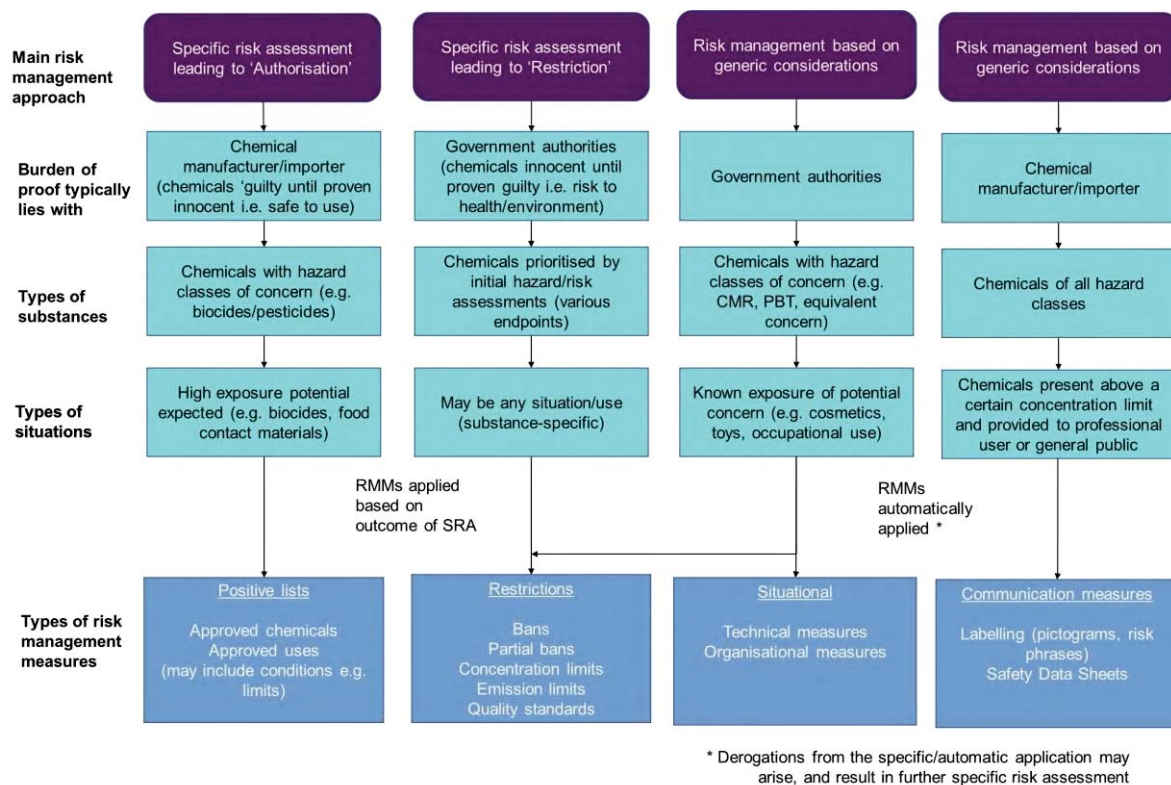 Main risk
management
approach
Specific risk assessment
leading to ‘Authorisation’
Specific risk assessment
leading to ‘Restriction’
Risk management based on
generic considerations
Risk management based on
generic considerations
Burden of
proof typically
lies with
Chemical
manufacturer/importer
(chemicals ‘guilty until proven
innocent i.e. safe to use)
Government authorities
(chemicals innocent until
proven guilty i.e. risk to
health/environment)
Government authorities
Chemical
manufacturer/importer
Types of
substances
Chemicals with hazard
classes of concern (e.g.
biocides/pesticides)
Chemicals prioritised by
initial hazard/risk
assessments (various
endpoints)
Chemicals with hazard
classes of concern (e.g.
CMR, PBT, equivalent
concern)
Chemicals of all hazard
classes
Types of
situations
High exposure potential
expected (e.g. biocides, food
contact materials)
May be any situation/use
(substance-specific)
Known exposure of potential
concern (e.g. cosmetics,
toys, occupational use)
Chemicals present above a
certain concentration limit
and provided to professional
user or general public
RMMs applied
based on
outcome of SRA
RMMs
automatically
applied *
Types of risk
management
measures
Positive lists
Approved chemicals
Approved uses
(may include conditions e.g.
limits)
Restrictions
Bans
Partial bans
Concentration limits
Emission limits
Quality standards
Situational
Technical measures
Organisational measures
Communication measures
Labelling (pictograms, risk
phrases)
Safety Data Sheets
* Derogations from the specific/automatic application may
arise, and result in further specific risk assessment